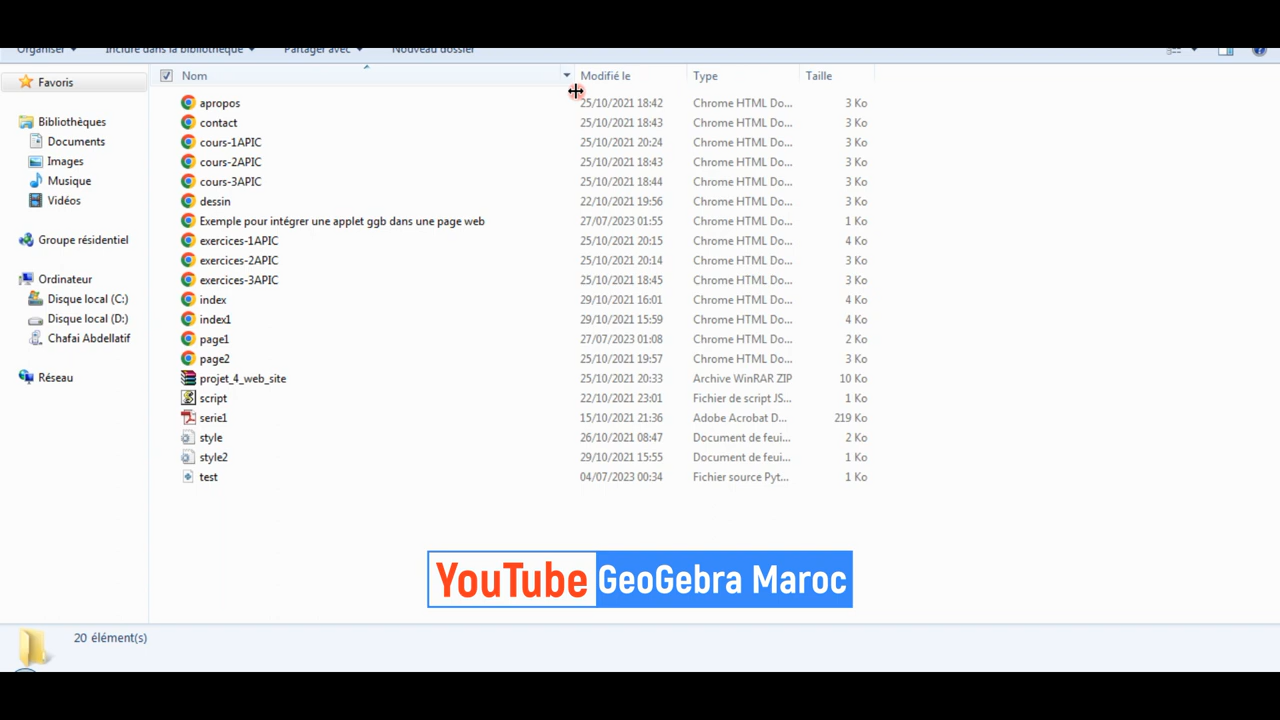 Organiser Inclure dans la bibliothèque Partager avec Nouveau dossier
Favoris
Bibliothèques
Documents
Images
Musique
Vidéos
Groupe résidentiel
Ordinateur
Disque local (C:)
Disque local (D:)
Chafai Abdellatif
Réseau
Nom Modifié le Type Taille
apropos 25/10/2021 18:42 Chrome HTML Do... 3 Ko
contact 25/10/2021 18:43 Chrome HTML Do... 3 Ko
cours-1APIC 25/10/2021 20:24 Chrome HTML Do... 3 Ko
cours-2APIC 25/10/2021 18:43 Chrome HTML Do... 3 Ko
cours-3APIC 25/10/2021 18:44 Chrome HTML Do... 3 Ko
dessin 22/10/2021 19:56 Chrome HTML Do... 3 Ko
Exemple pour intégrer une applet ggb dans une page web 27/07/2023 01:55 Chrome HTML Do... 1 Ko
exercices-1APIC 25/10/2021 20:15 Chrome HTML Do... 4 Ko
exercices-2APIC 25/10/2021 20:14 Chrome HTML Do... 3 Ko
exercices-3APIC 25/10/2021 18:45 Chrome HTML Do... 3 Ko
index 29/10/2021 16:01 Chrome HTML Do... 4 Ko
index1 29/10/2021 15:59 Chrome HTML Do... 4 Ko
page1 27/07/2023 01:08 Chrome HTML Do... 2 Ko
page2 25/10/2021 19:57 Chrome HTML Do... 3 Ko
projet_4_web_site 25/10/2021 20:33 Archive WinRAR ZIP 10 Ko
script 22/10/2021 23:01 Fichier de script JS... 1 Ko
serie1 15/10/2021 21:36 Adobe Acrobat D... 219 Ko
style 26/10/2021 08:47 Document de feui... 2 Ko
style2 29/10/2021 15:55 Document de feui... 1 Ko
test 04/07/2023 00:34 Fichier source Pyt... 1 Ko
YouTube GeoGebra Maroc
20 élément(s)